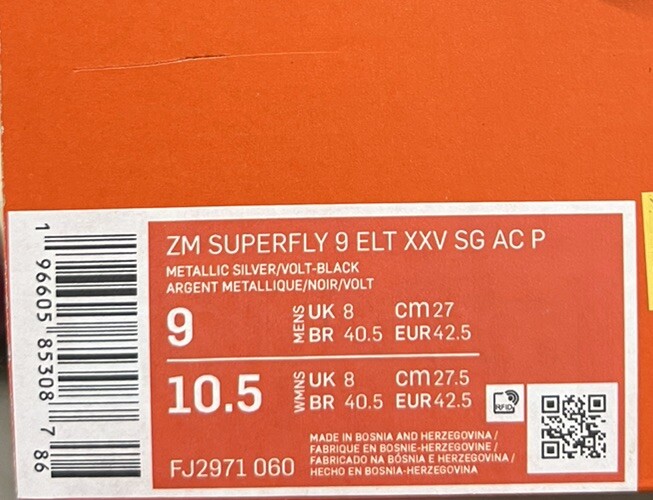 ZM SUPERFLY 9 ELT XXV SG AC P
METALLIC SILVER/VOLT-BLACK
ARGENT METALLIQUE/NOIR/VOLT
9 MENS UK 8 cm 27
BR 40.5 EUR 42.5
10.5 WMNS UK 8 cm 27.5
BR 40.5 EUR 42.5
RFID
FJ2971 060
MADE IN BOSNIA AND HERZEGOVINA /
FABRIQUE EN BOSNIE-HERZEGOVINE /
FABRICADO NA BÓSNIA E HERZEGOVINA /
HECHO EN BOSNIA-HERZEGOVINA
1 96605 85308 7 86